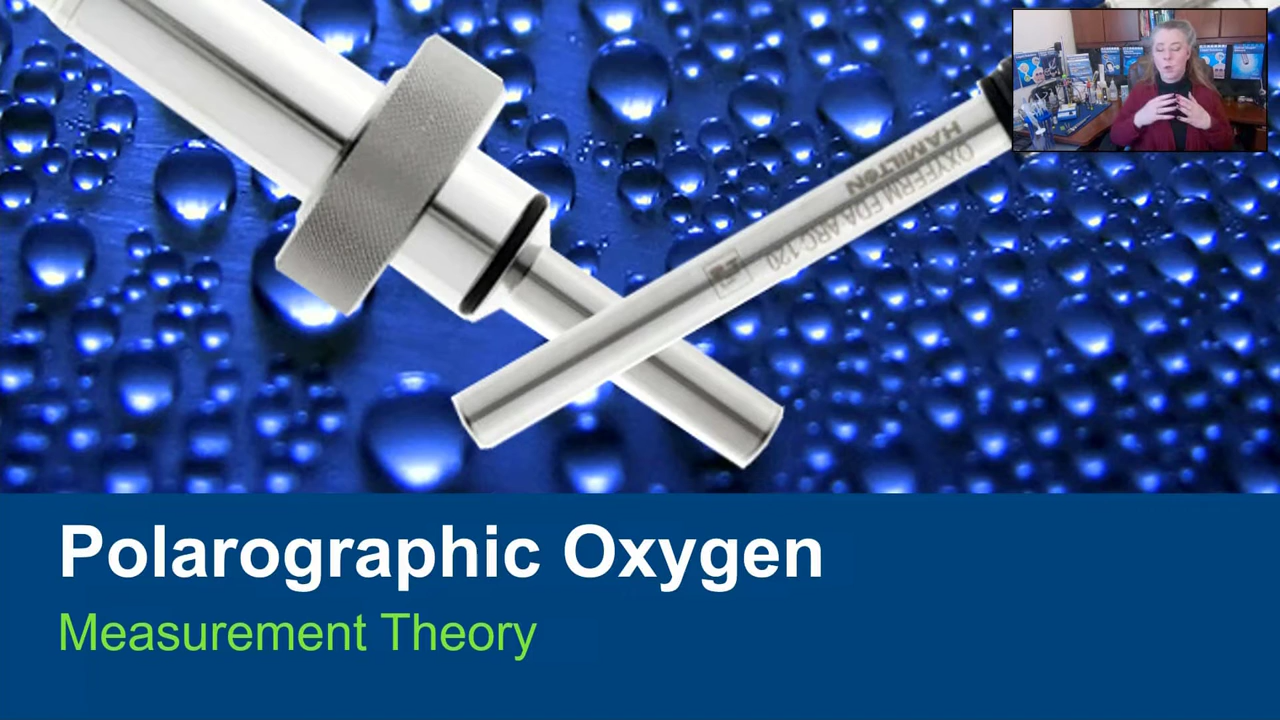 HAMILTON
OXYFERM FDA ARC 120
Polarographic Oxygen
Measurement Theory